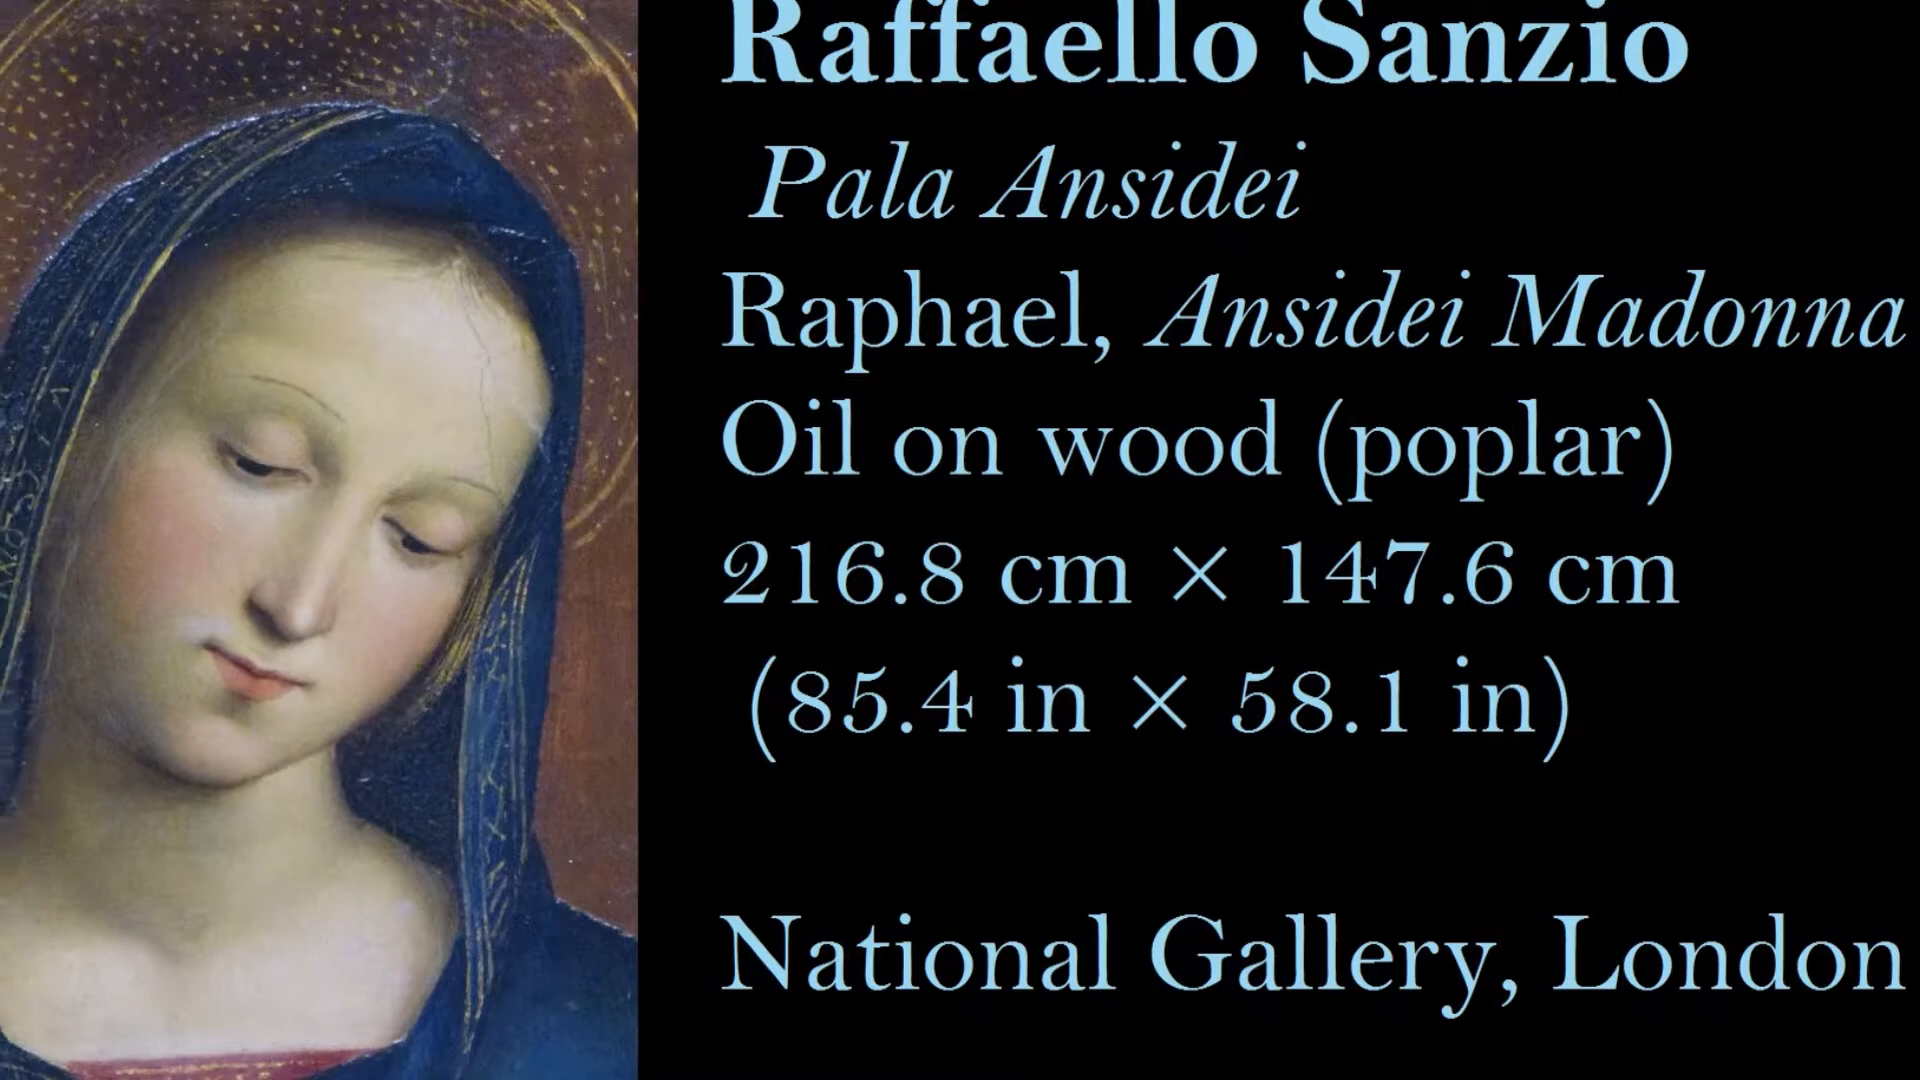 Raffaello Sanzio
Pala Ansidei
Raphael, Ansidei Madonna
Oil on wood (poplar)
216.8 cm × 147.6 cm
(85.4 in × 58.1 in)
National Gallery, London